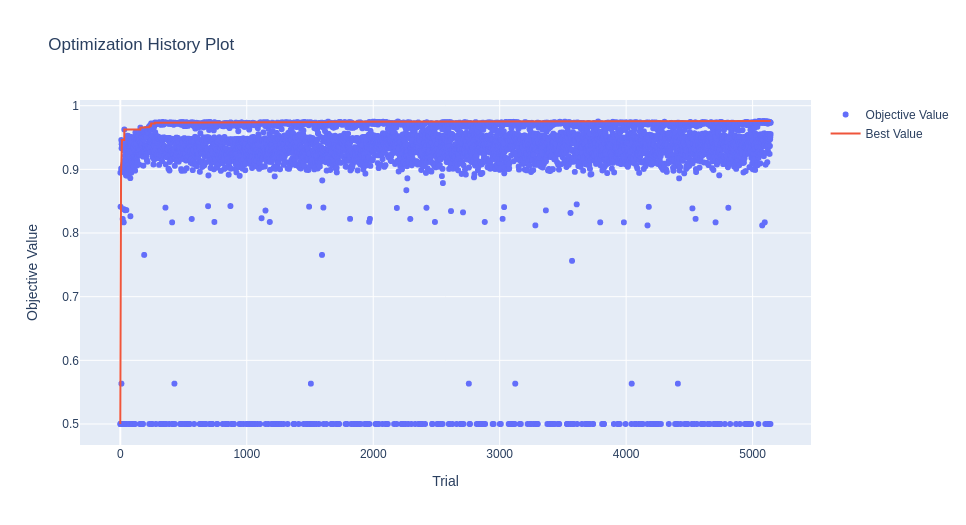 Optimization History Plot
Objective Value
Best Value
1
0.9
0.8
0.7
0.6
0.5
Objective Value
0
1000
2000
3000
4000
5000
Trial